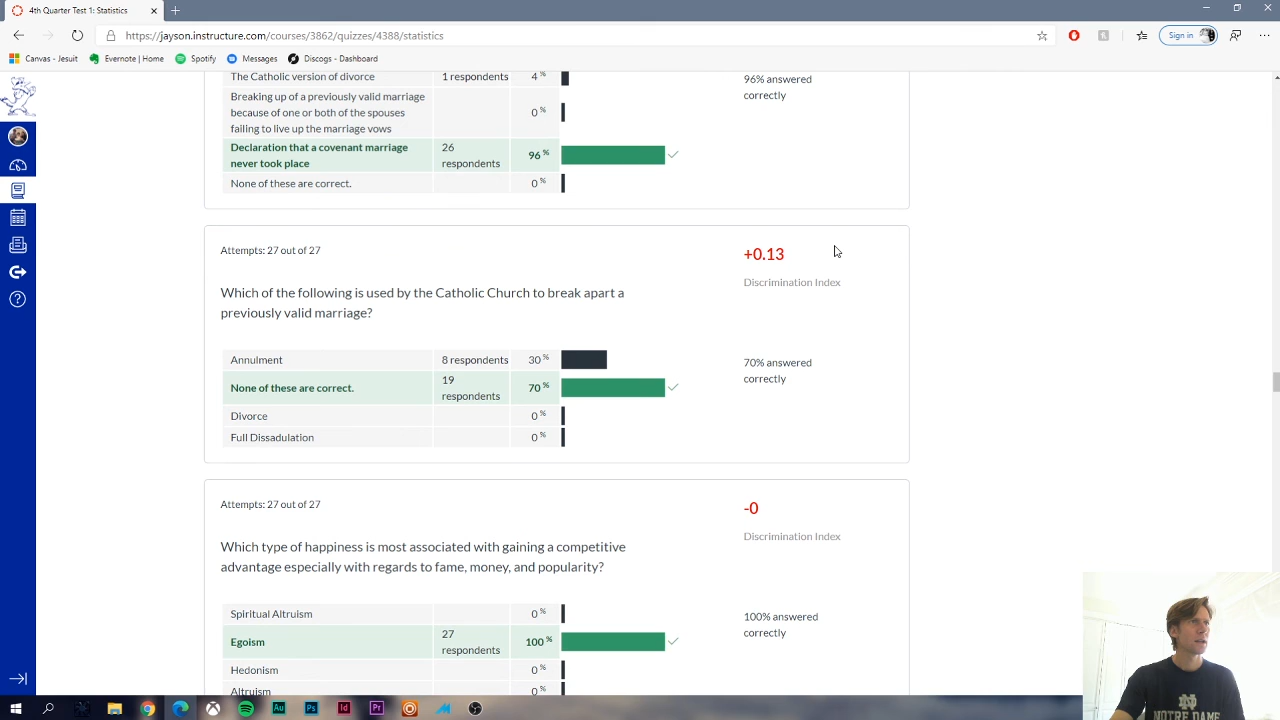 4th Quarter Test 1: Statistics
https://jayson.instructure.com/courses/3862/quizzes/4388/statistics
Sign in
Canvas - Jesuit
Evernote | Home
Spotify
Messages
Discogs - Dashboard
The Catholic version of divorce 1 respondents 4 %
96% answered
correctly
Breaking up of a previously valid marriage
because of one or both of the spouses
failing to live up the marriage vows
0 %
Declaration that a covenant marriage
never took place
26
respondents
96 %
None of these are correct. 0 %
Attempts: 27 out of 27
+0.13
Discrimination Index
Which of the following is used by the Catholic Church to break apart a
previously valid marriage?
Annulment 8 respondents 30 %
70% answered
correctly
None of these are correct.
19
respondents
70 %
Divorce 0 %
Full Dissadulation 0 %
Attempts: 27 out of 27
-0
Discrimination Index
Which type of happiness is most associated with gaining a competitive
advantage especially with regards to fame, money, and popularity?
Spiritual Altruism 0 %
100% answered
correctly
Egoism
27
respondents
100 %
Hedonism 0 %
Altruism 0 %
Au
Ps
Id
Pr
ND
NOTRE DAME